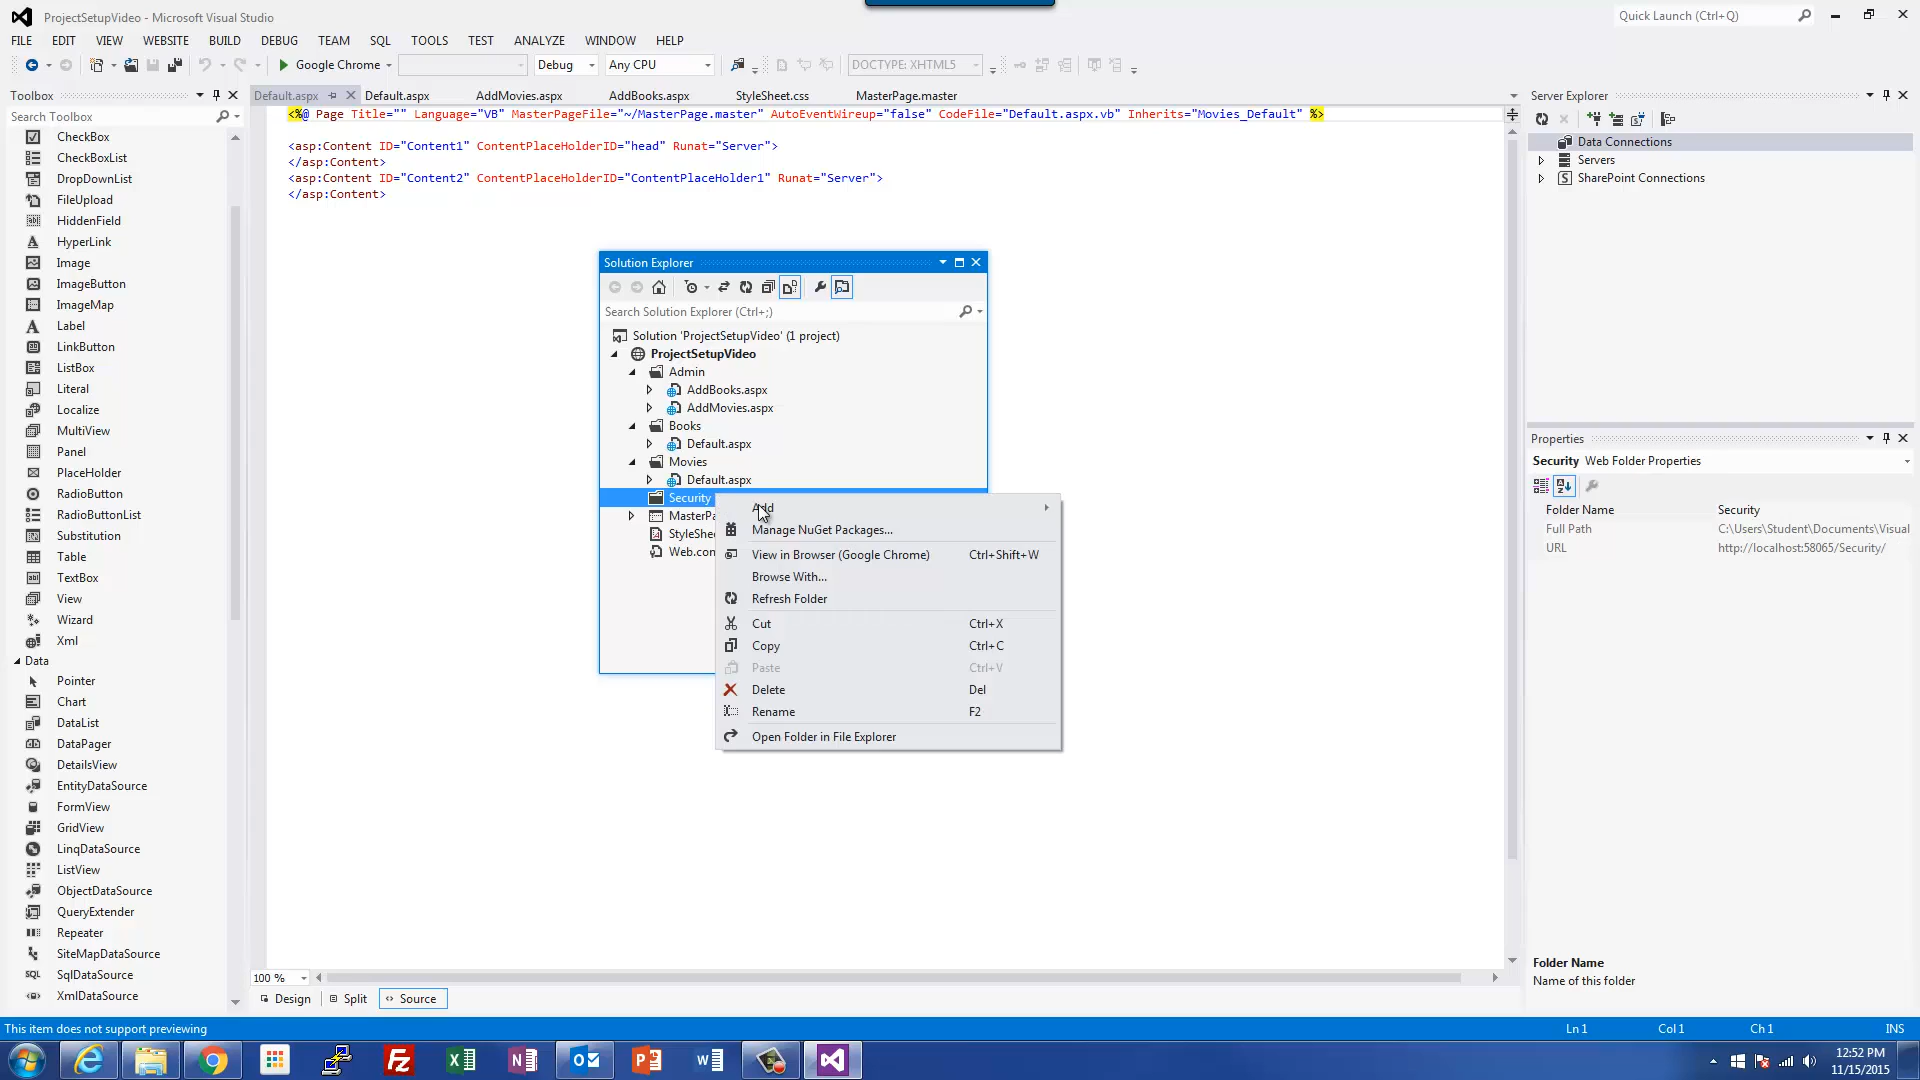 ProjectSetupVideo - Microsoft Visual Studio
Quick Launch (Ctrl+Q)
FILE EDIT VIEW WEBSITE BUILD DEBUG TEAM SQL TOOLS TEST ANALYZE WINDOW HELP
Google Chrome Debug Any CPU DOCTYPE: XHTML5
Toolbox
Search Toolbox
CheckBox
CheckBoxList
DropDownList
FileUpload
HiddenField
HyperLink
Image
ImageButton
ImageMap
Label
LinkButton
ListBox
Literal
Localize
MultiView
Panel
PlaceHolder
RadioButton
RadioButtonList
Substitution
Table
TextBox
View
Wizard
Xml
Data
Pointer
Chart
DataList
DataPager
DetailsView
EntityDataSource
FormView
GridView
LinqDataSource
ListView
ObjectDataSource
QueryExtender
Repeater
SiteMapDataSource
SQL SqlDataSource
XmlDataSource
Default.aspx Default.aspx AddMovies.aspx AddBooks.aspx StyleSheet.css MasterPage.master
<%@ Page Title="" Language="VB" MasterPageFile="~/MasterPage.master" AutoEventWireup="false" CodeFile="Default.aspx.vb" Inherits="Movies_Default" %>
<asp:Content ID="Content1" ContentPlaceHolderID="head" Runat="Server">
</asp:Content>
<asp:Content ID="Content2" ContentPlaceHolderID="ContentPlaceHolder1" Runat="Server">
</asp:Content>
Solution Explorer
Search Solution Explorer (Ctrl+;)
Solution 'ProjectSetupVideo' (1 project)
ProjectSetupVideo
Admin
AddBooks.aspx
AddMovies.aspx
Books
Default.aspx
Movies
Default.aspx
Security
MasterPa
StyleShee
Web.con
Add
Manage NuGet Packages...
View in Browser (Google Chrome) Ctrl+Shift+W
Browse With...
Refresh Folder
Cut Ctrl+X
Copy Ctrl+C
Paste Ctrl+V
Delete Del
Rename F2
Open Folder in File Explorer
100 %
Design Split Source
Server Explorer
Data Connections
Servers
SharePoint Connections
Properties
Security Web Folder Properties
Folder Name Security
Full Path C:\Users\Student\Documents\Visual
URL http://localhost:58065/Security/
Folder Name
Name of this folder
This item does not support previewing
Ln 1 Col 1 Ch 1 INS
12:52 PM
11/15/2015